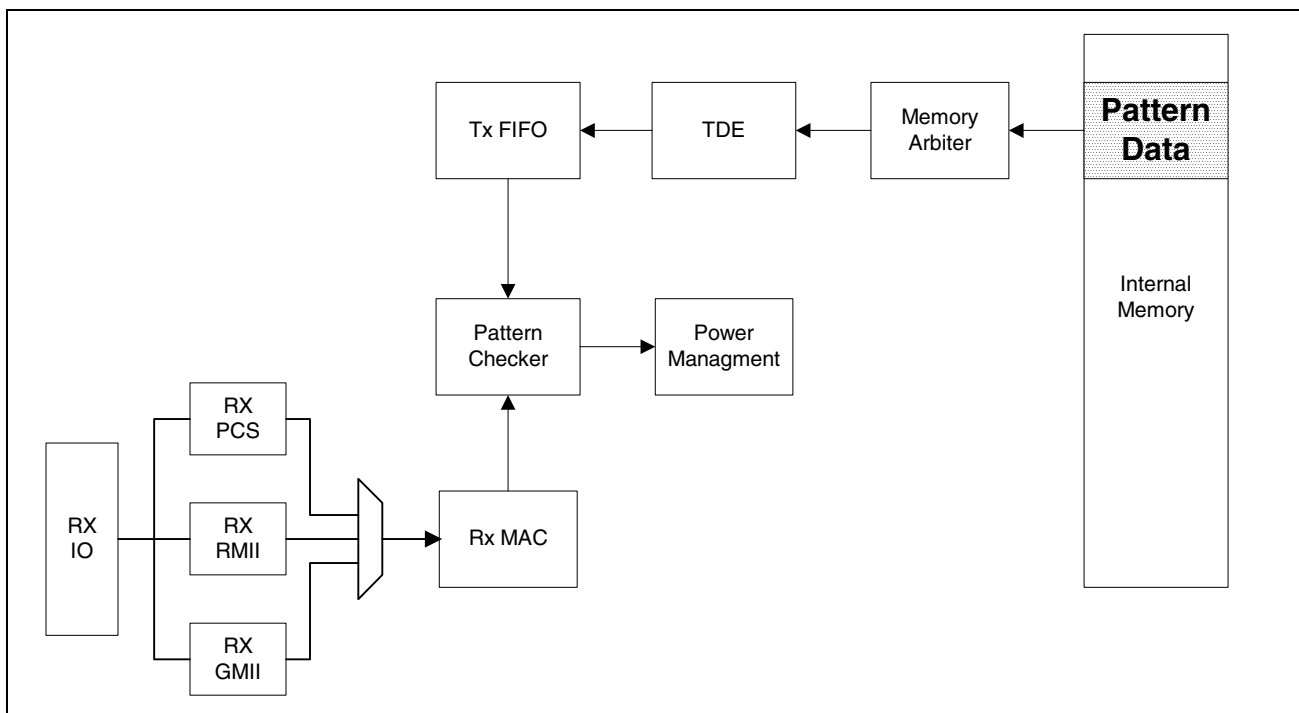 Tx FIFO
TDE
Memory
Arbiter
Pattern
Data
Internal
Memory
Pattern
Checker
Power
Managment
RX
PCS
RX
IO
RX
RMII
Rx MAC
RX
GMII